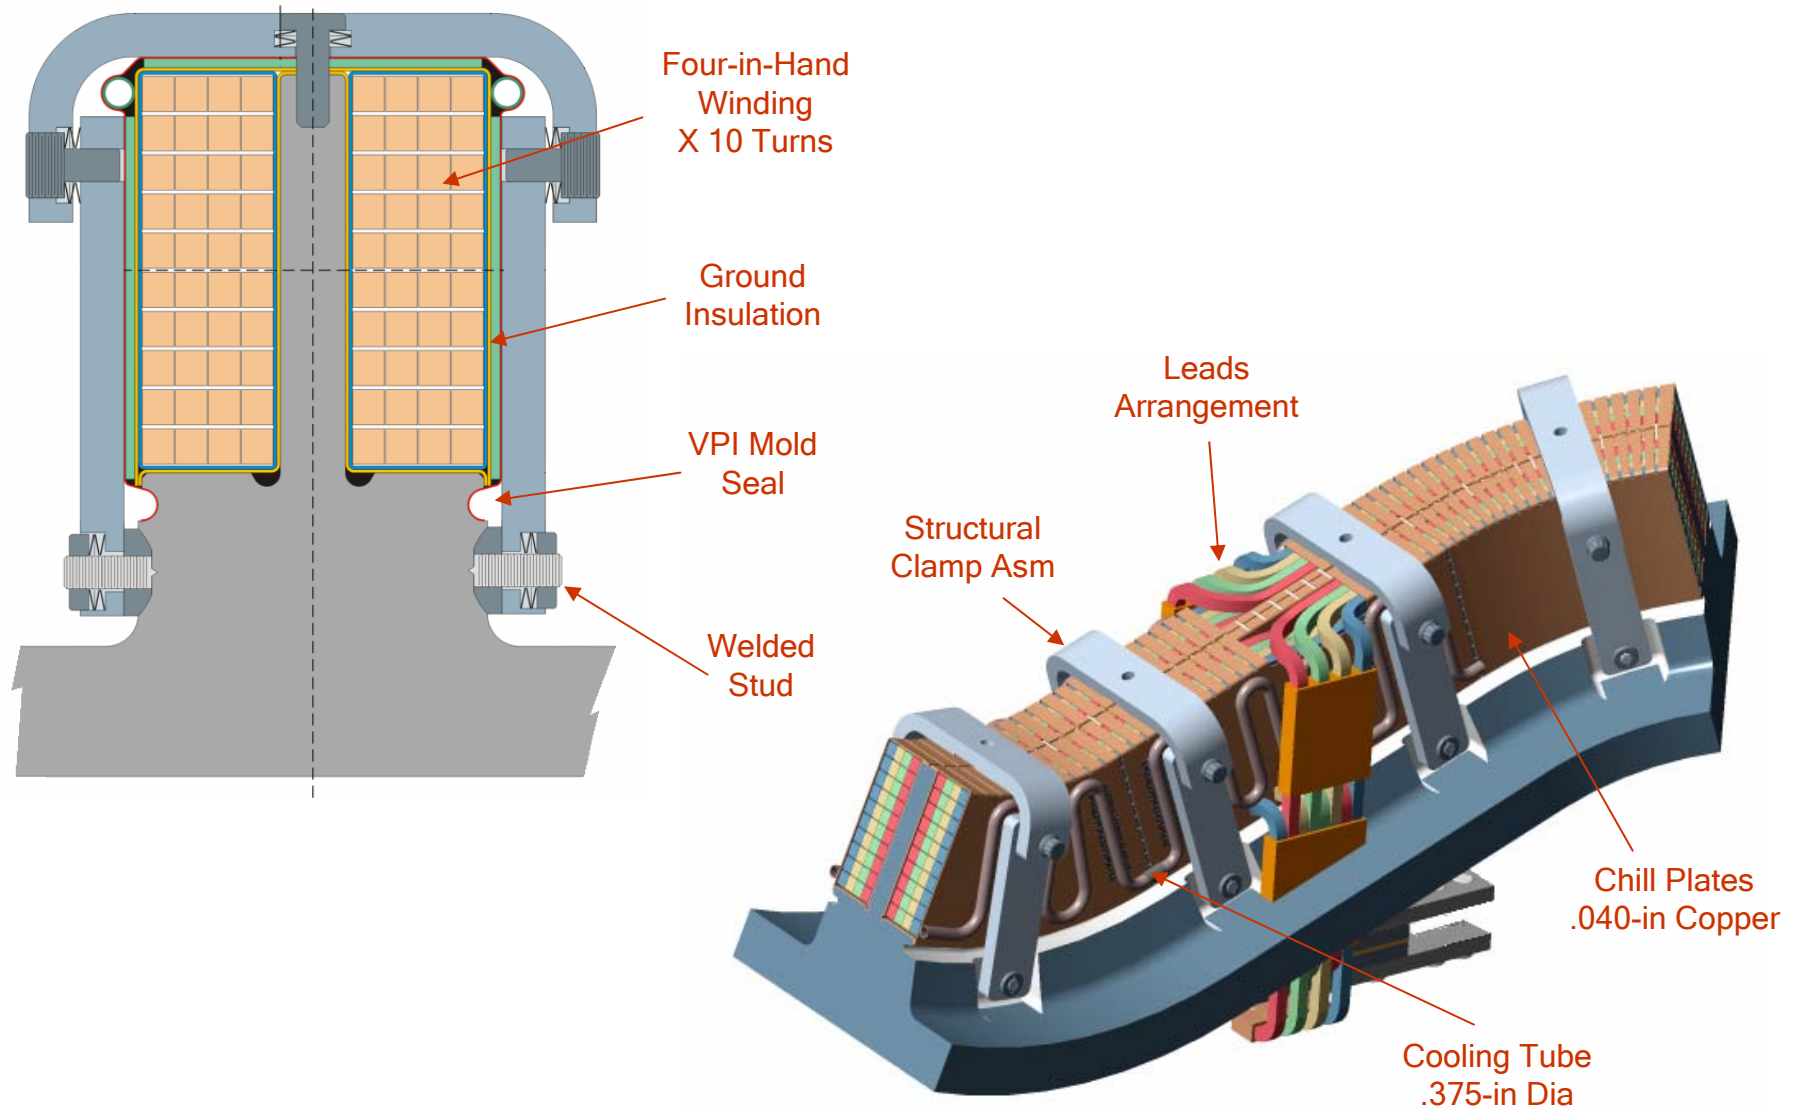 Four-in-Hand
Winding
X 10 Turns
Ground
Insulation
VPI Mold
Seal
Welded
Stud
Leads
Arrangement
Structural
Clamp Asm
Chill Plates
.040-in Copper
Cooling Tube
.375-in Dia